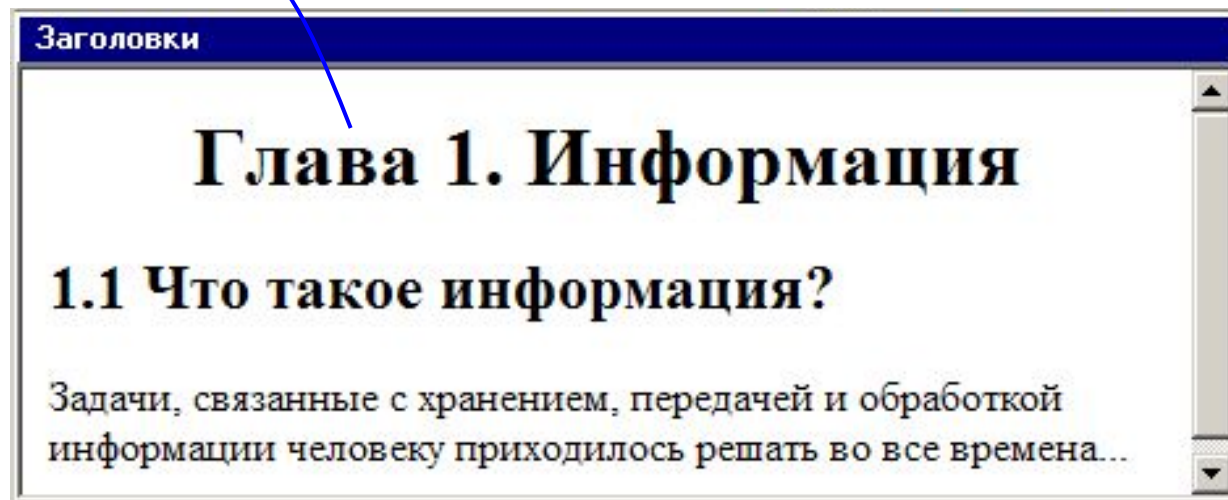 Заголовки
Глава 1. Информация
1.1 Что такое информация?
Задачи, связанные с хранением, передачей и обработкой
информации человеку приходилось решать во все времена...